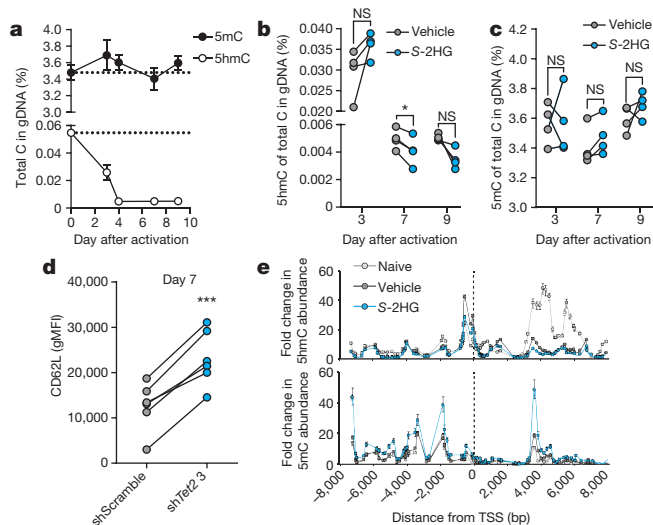 a
4.0
3.8
3.6
3.4
3.2
3.0
0.06
0.04
0.02
0
Total C in gDNA (%)
5mC
5hmC
0 2 4 6 8 10
Day after activation
b
0.040
0.035
0.030
0.025
0.020
0.006
0.004
0.002
0
5hmC of total C in gDNA (%)
NS
* NS
Vehicle
S-2HG
3 7 9
Day after activation
c
4.0
3.8
3.6
3.4
3.2
3.0
5mC of total C in gDNA (%)
Vehicle
S-2HG
NS NS NS
3 7 9
Day after activation
d
Day 7
***
40,000
30,000
20,000
10,000
0
CD62L (gMFI)
shScramble
shTet2 3
e
Naive
Vehicle
S-2HG
60
40
20
0
Fold change in
5hmC abundance
60
40
20
0
Fold change in
5mC abundance
−8,000 −6,000 −4,000 −2,000 0 2,000 4,000 6,000 8,000
Distance from TSS (bp)